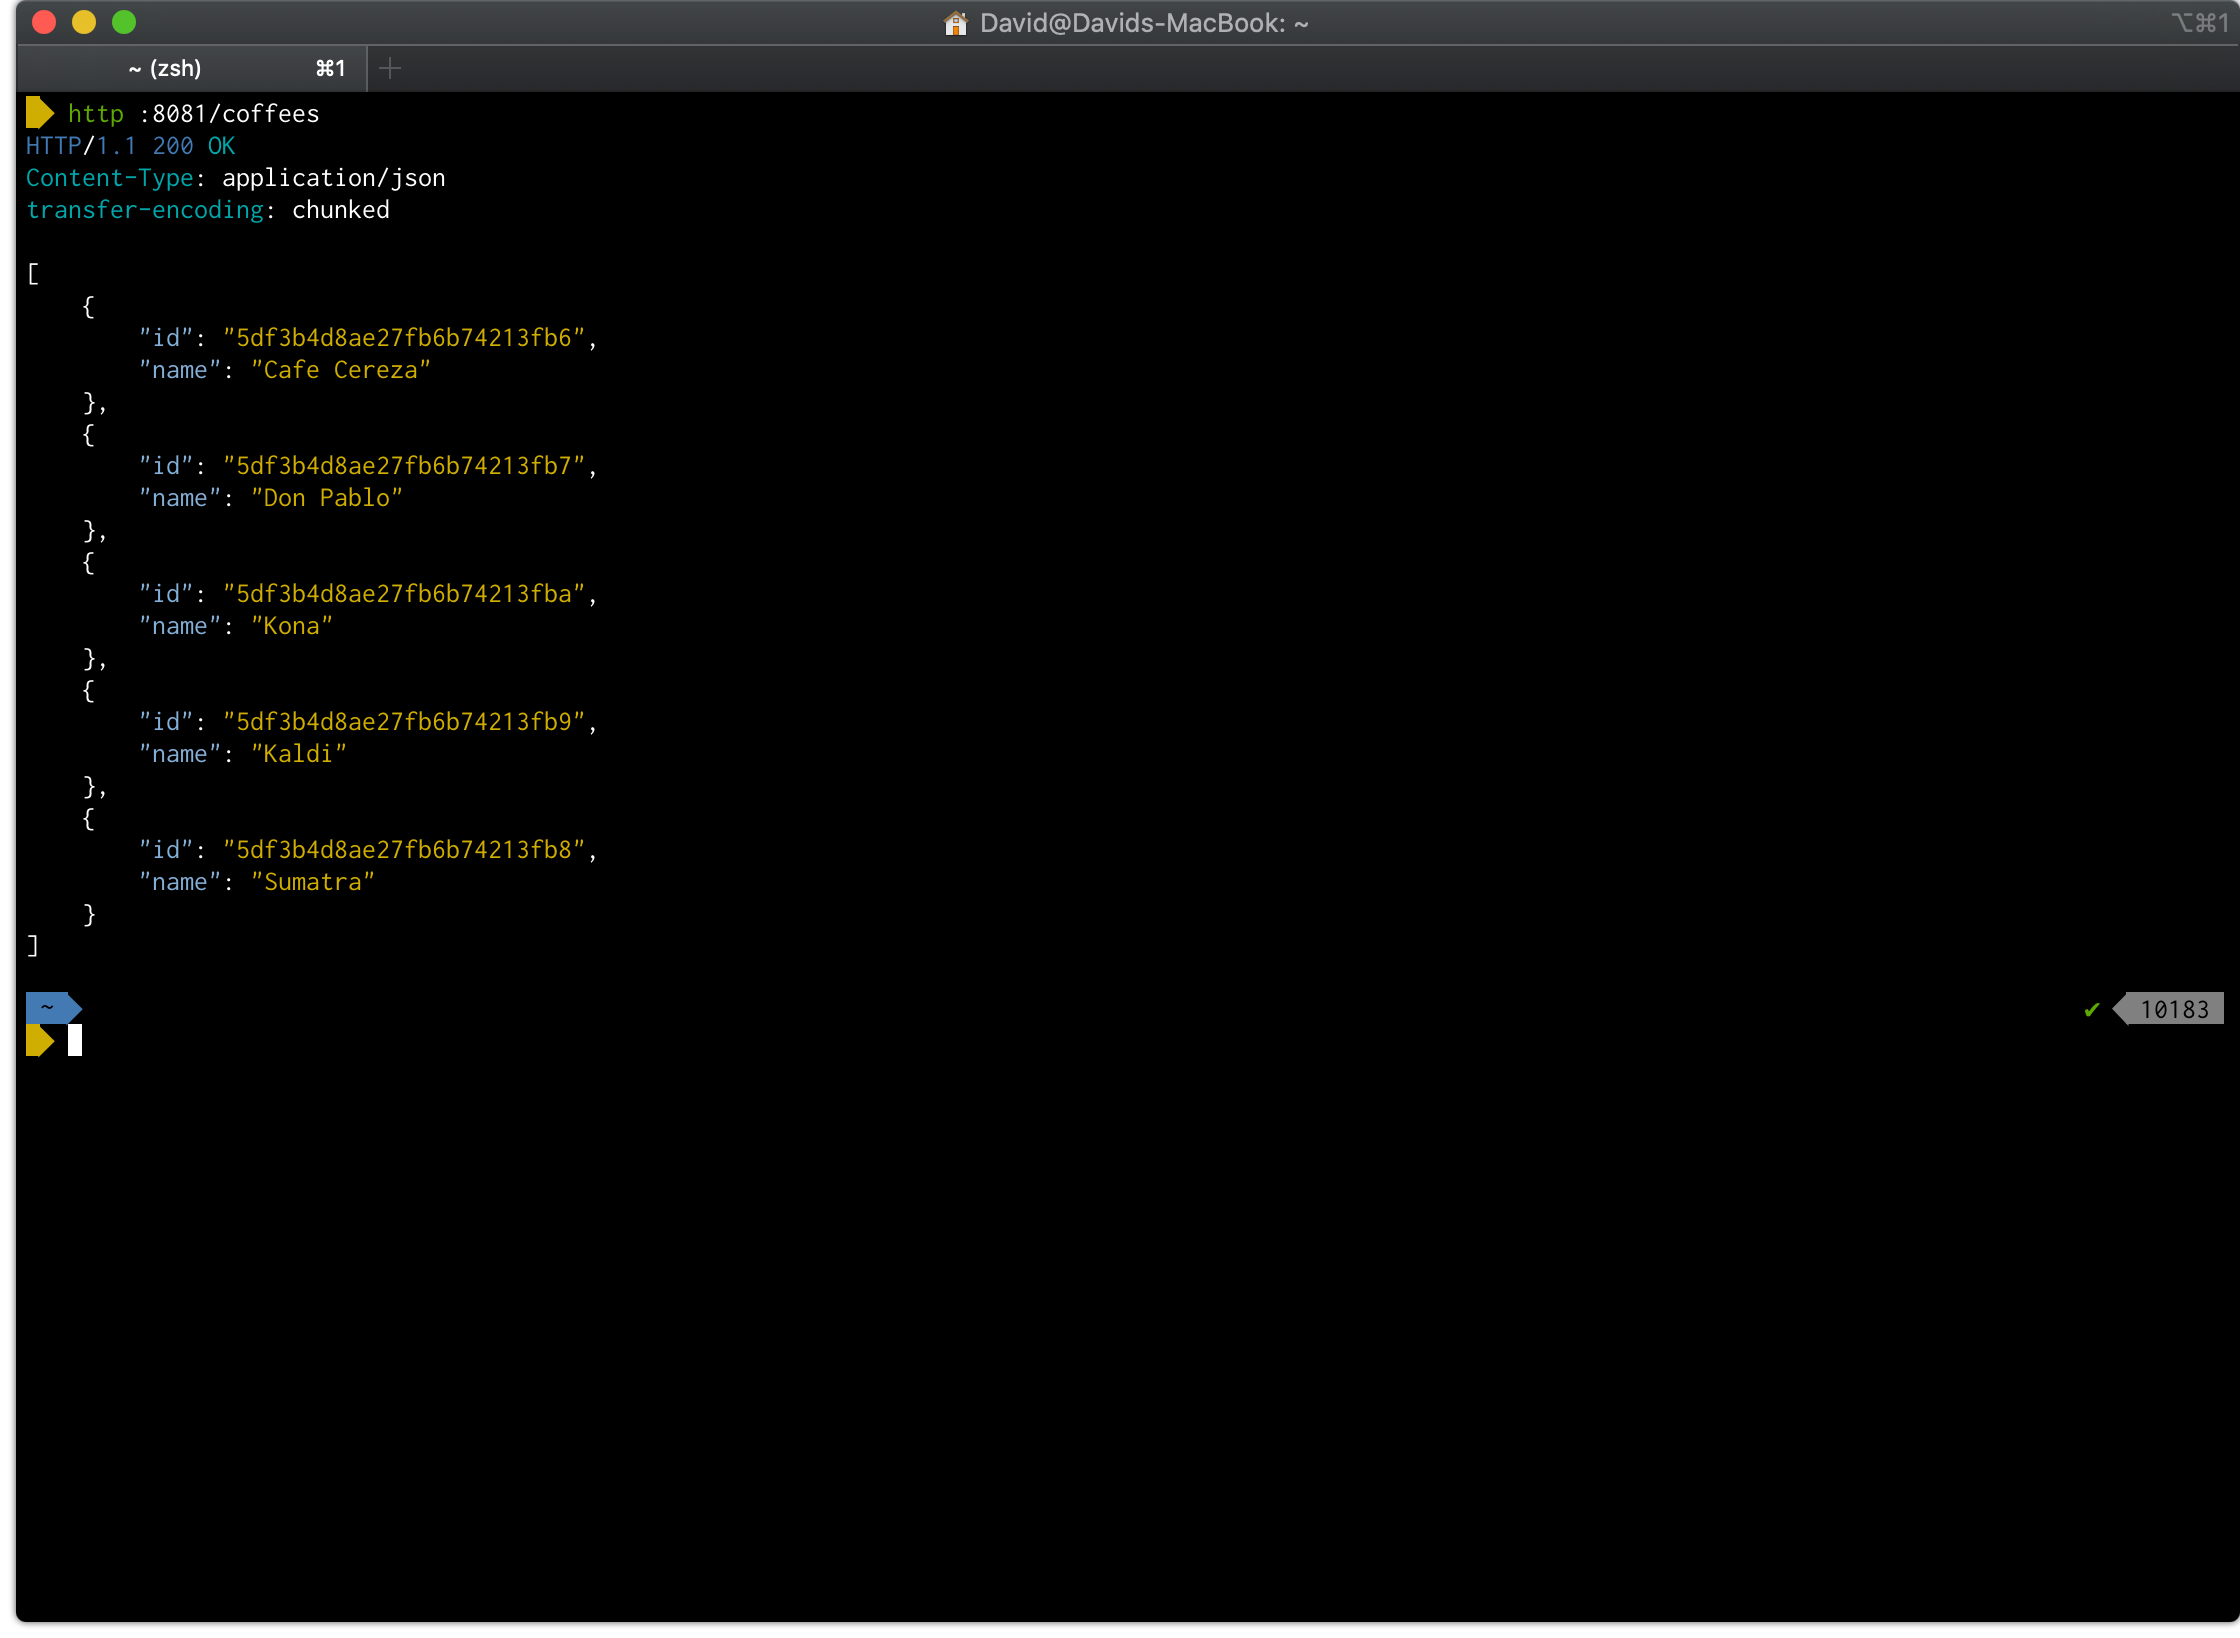 David@Davids-MacBook: ~ ⌥⌘1
~ (zsh) ⌘1 +
http :8081/coffees
HTTP/1.1 200 OK
Content-Type: application/json
transfer-encoding: chunked
[
    {
        "id": "5df3b4d8ae27fb6b74213fb6",
        "name": "Cafe Cereza"
    },
    {
        "id": "5df3b4d8ae27fb6b74213fb7",
        "name": "Don Pablo"
    },
    {
        "id": "5df3b4d8ae27fb6b74213fba",
        "name": "Kona"
    },
    {
        "id": "5df3b4d8ae27fb6b74213fb9",
        "name": "Kaldi"
    },
    {
        "id": "5df3b4d8ae27fb6b74213fb8",
        "name": "Sumatra"
    }
]
~ ✔ 10183